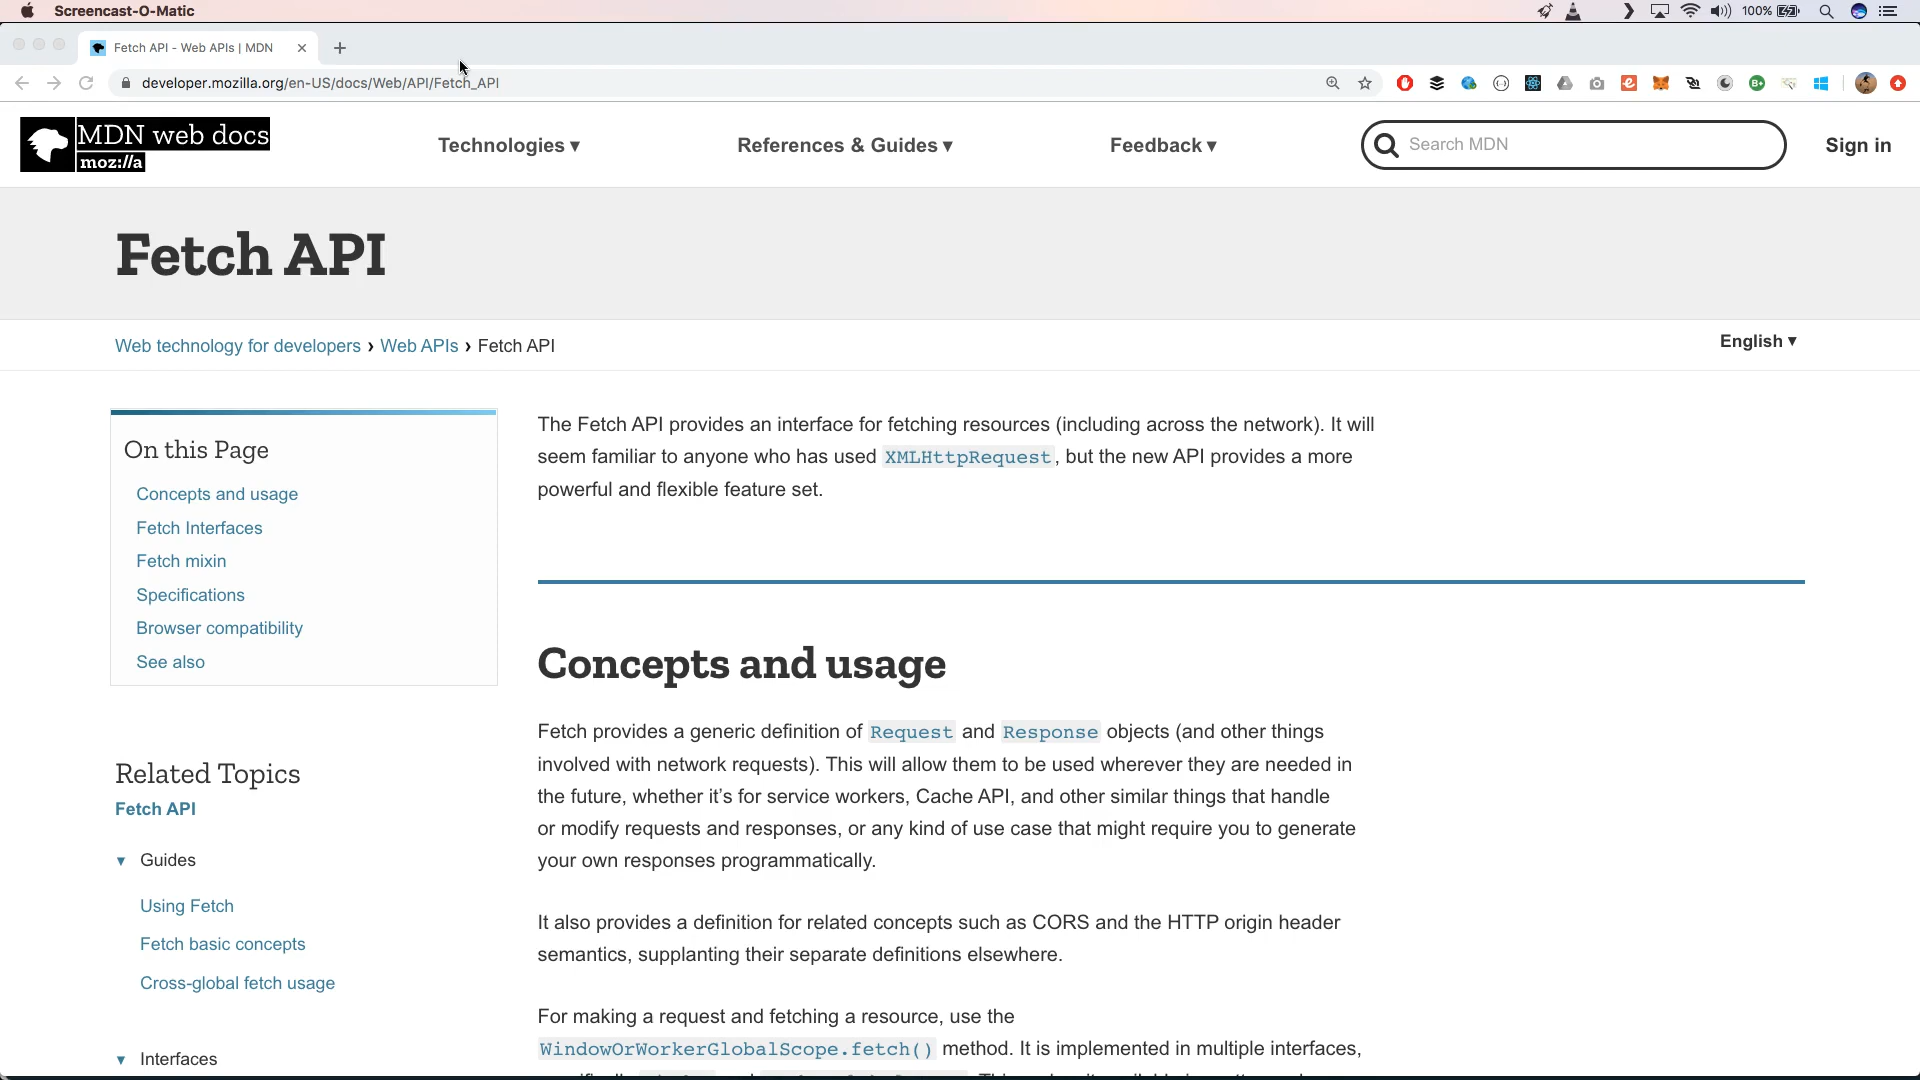 Screencast-O-Matic
100%
Fetch API - Web APIs | MDN
developer.mozilla.org/en-US/docs/Web/API/Fetch_API
MDN web docs
moz://a
Technologies ▾
References & Guides ▾
Feedback ▾
Search MDN
Sign in
Fetch API
Web technology for developers › Web APIs › Fetch API
English ▾
On this Page
Concepts and usage
Fetch Interfaces
Fetch mixin
Specifications
Browser compatibility
See also
Related Topics
Fetch API
Guides
Using Fetch
Fetch basic concepts
Cross-global fetch usage
Interfaces
The Fetch API provides an interface for fetching resources (including across the network). It will
seem familiar to anyone who has used XMLHttpRequest, but the new API provides a more
powerful and flexible feature set.
Concepts and usage
Fetch provides a generic definition of Request and Response objects (and other things
involved with network requests). This will allow them to be used wherever they are needed in
the future, whether it’s for service workers, Cache API, and other similar things that handle
or modify requests and responses, or any kind of use case that might require you to generate
your own responses programmatically.
It also provides a definition for related concepts such as CORS and the HTTP origin header
semantics, supplanting their separate definitions elsewhere.
For making a request and fetching a resource, use the
WindowOrWorkerGlobalScope.fetch() method. It is implemented in multiple interfaces,